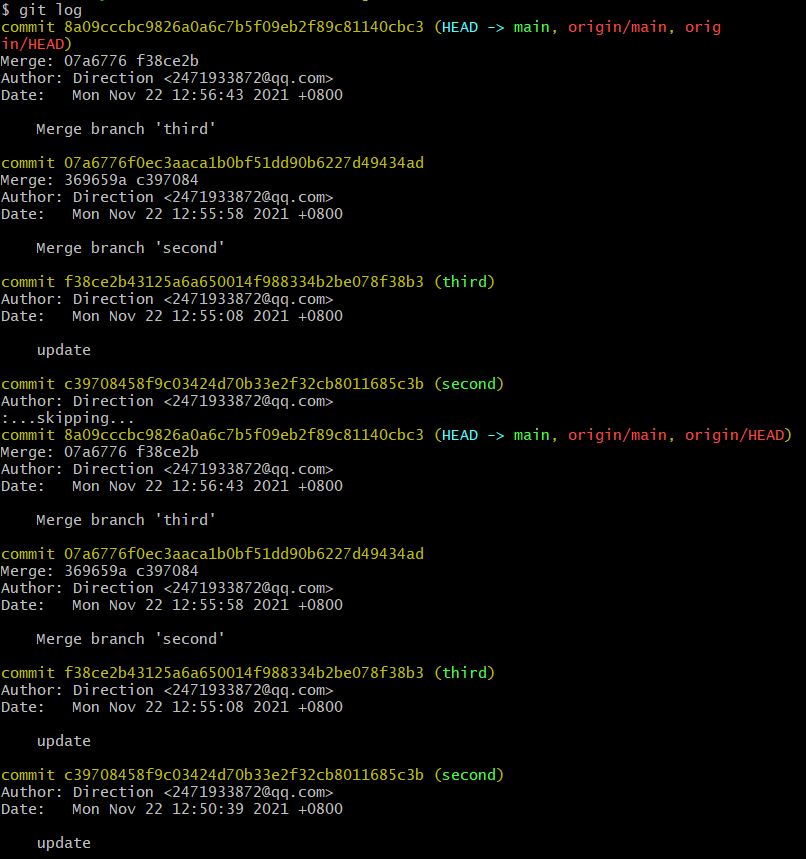 $ git log
commit 8a09cccbc9826a0a6c7b5f09eb2f89c81140cbc3 (HEAD -> main, origin/main, orig
in/HEAD)
Merge: 07a6776 f38ce2b
Author: Direction <2471933872@qq.com>
Date:   Mon Nov 22 12:56:43 2021 +0800
    Merge branch 'third'
commit 07a6776f0ec3aaca1b0bf51dd90b6227d49434ad
Merge: 369659a c397084
Author: Direction <2471933872@qq.com>
Date:   Mon Nov 22 12:55:58 2021 +0800
    Merge branch 'second'
commit f38ce2b43125a6a650014f988334b2be078f38b3 (third)
Author: Direction <2471933872@qq.com>
Date:   Mon Nov 22 12:55:08 2021 +0800
    update
commit c39708458f9c03424d70b33e2f32cb8011685c3b (second)
Author: Direction <2471933872@qq.com>
:...skipping...
commit 8a09cccbc9826a0a6c7b5f09eb2f89c81140cbc3 (HEAD -> main, origin/main, origin/HEAD)
Merge: 07a6776 f38ce2b
Author: Direction <2471933872@qq.com>
Date:   Mon Nov 22 12:56:43 2021 +0800
    Merge branch 'third'
commit 07a6776f0ec3aaca1b0bf51dd90b6227d49434ad
Merge: 369659a c397084
Author: Direction <2471933872@qq.com>
Date:   Mon Nov 22 12:55:58 2021 +0800
    Merge branch 'second'
commit f38ce2b43125a6a650014f988334b2be078f38b3 (third)
Author: Direction <2471933872@qq.com>
Date:   Mon Nov 22 12:55:08 2021 +0800
    update
commit c39708458f9c03424d70b33e2f32cb8011685c3b (second)
Author: Direction <2471933872@qq.com>
Date:   Mon Nov 22 12:50:39 2021 +0800
    update